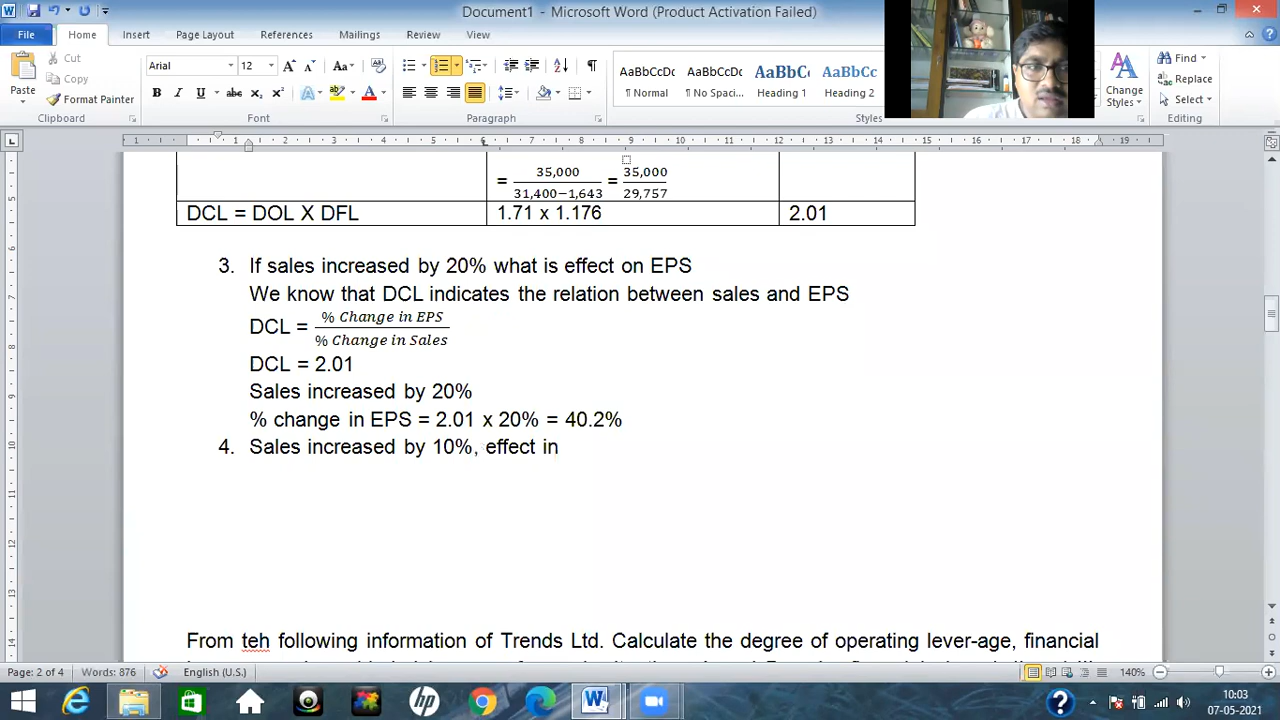 Document1 - Microsoft Word (Product Activation Failed)
File Home Insert Page Layout References Mailings Review View
Cut
Copy
Format Painter
Paste
Clipboard
Arial 12
Font
Paragraph
AaBbCcDc AaBbCcDc AaBbC AaBbCc
¶ Normal ¶ No Spaci... Heading 1 Heading 2
Styles
Change
Styles
Find
Replace
Select
Editing
= 35,000 / 31,400−1,643 = 35,000 / 29,757
DCL = DOL X DFL 1.71 x 1.176 2.01
3. If sales increased by 20% what is effect on EPS
We know that DCL indicates the relation between sales and EPS
DCL = % Change in EPS / % Change in Sales
DCL = 2.01
Sales increased by 20%
% change in EPS = 2.01 x 20% = 40.2%
4. Sales increased by 10%, effect in
From teh following information of Trends Ltd. Calculate the degree of operating lever-age, financial
Page: 2 of 4 Words: 876 English (U.S.) 140%
10:03
07-05-2021